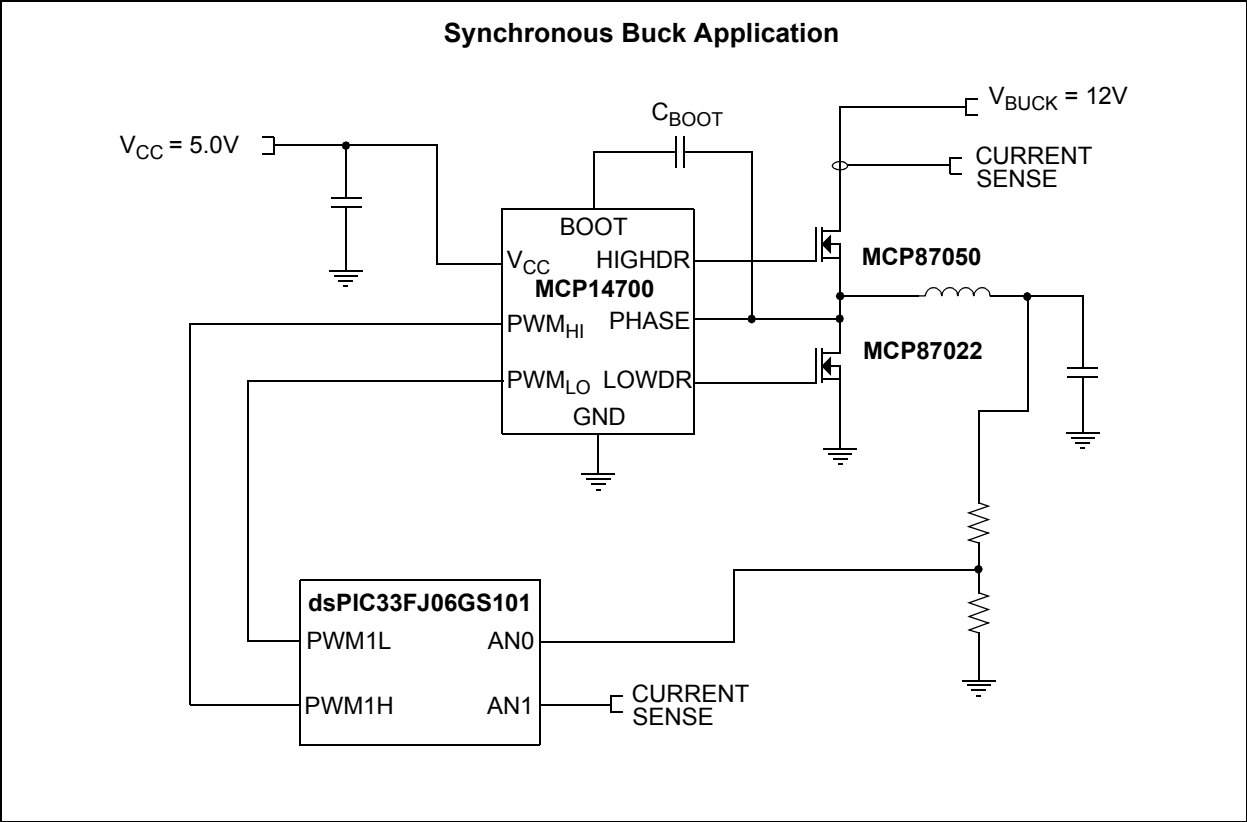 Synchronous Buck Application
V_BUCK = 12V
C_BOOT
V_CC = 5.0V
CURRENT
SENSE
BOOT
V_CC
HIGHDR
MCP87050
MCP14700
PWM_HI
PHASE
MCP87022
PWM_LO
LOWDR
GND
dsPIC33FJ06GS101
PWM1L
AN0
PWM1H
AN1
CURRENT
SENSE